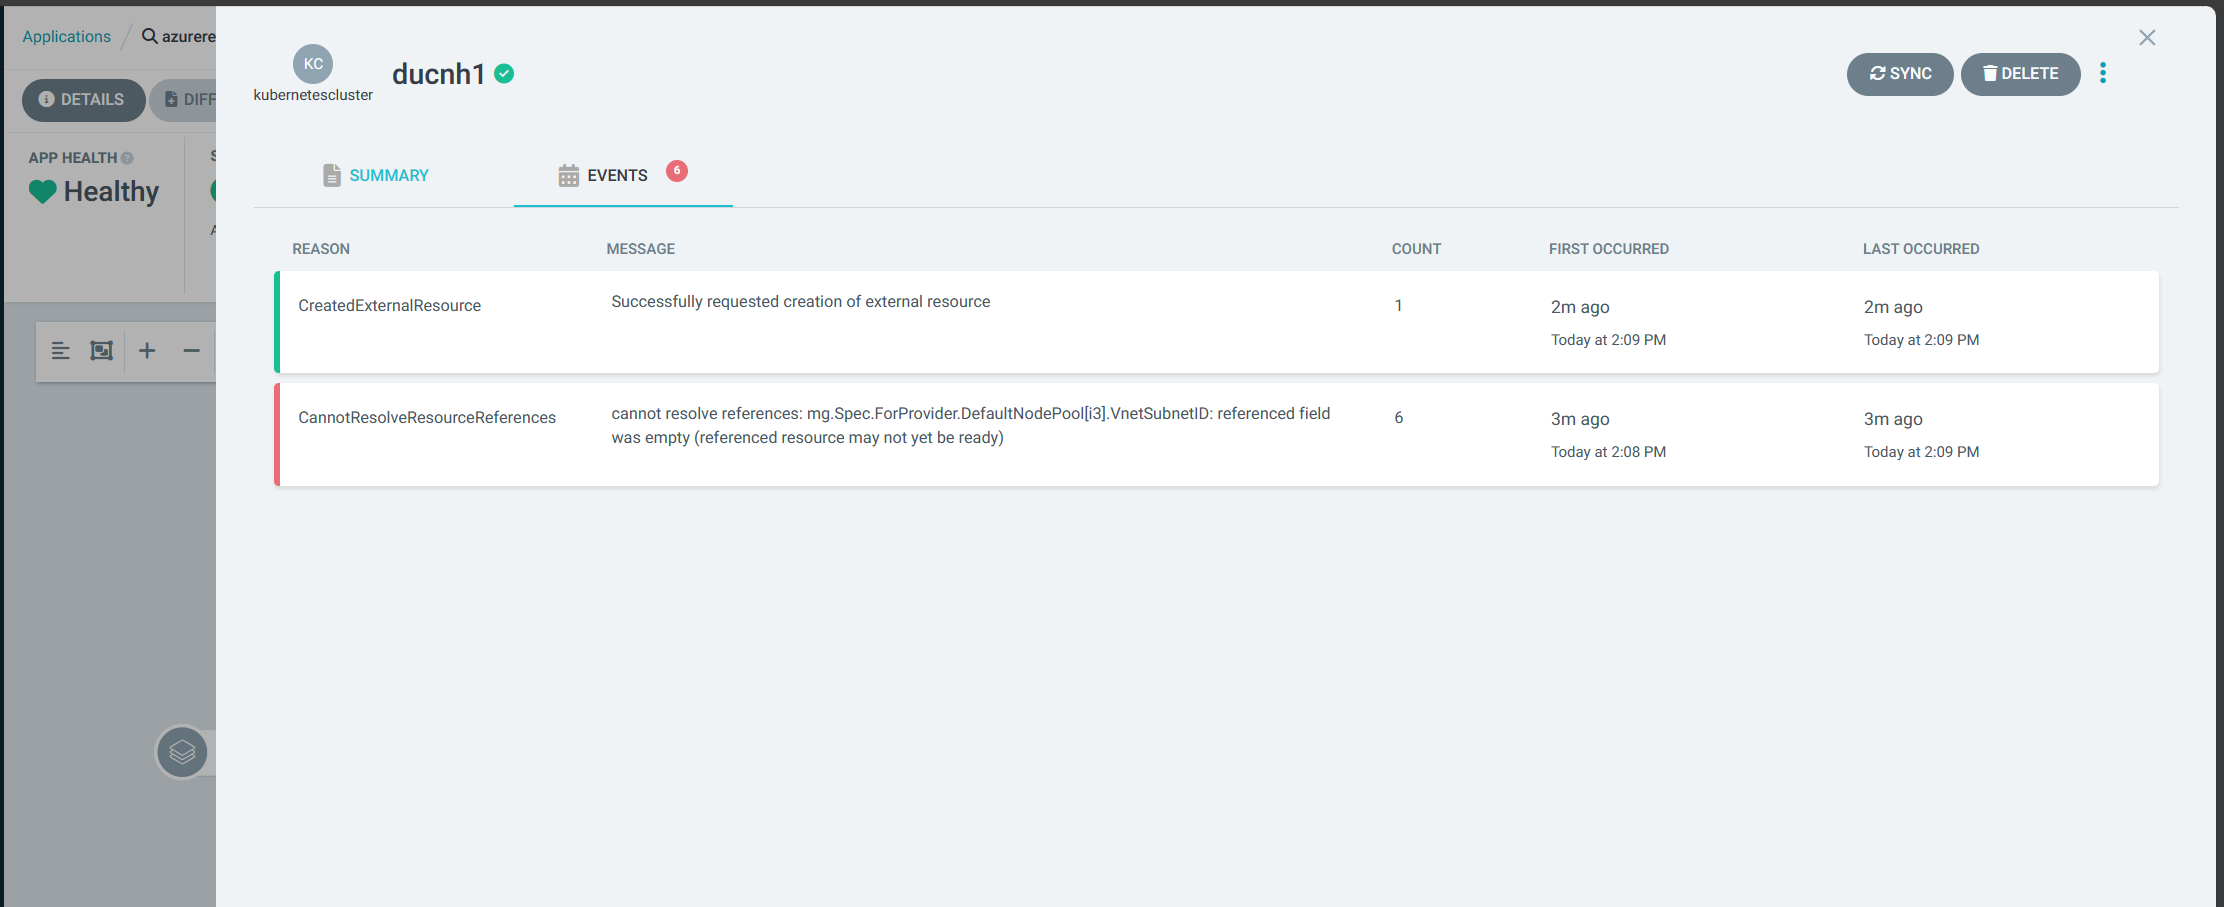 Applications / azurere
DETAILS
DIFF
APP HEALTH
Healthy
KC
kubernetescluster
ducnh1
SYNC
DELETE
SUMMARY
EVENTS 6
REASON MESSAGE COUNT FIRST OCCURRED LAST OCCURRED
CreatedExternalResource Successfully requested creation of external resource 1 2m ago 2m ago
Today at 2:09 PM Today at 2:09 PM
CannotResolveResourceReferences cannot resolve references: mg.Spec.ForProvider.DefaultNodePool[i3].VnetSubnetID: referenced field 6 3m ago 3m ago
was empty (referenced resource may not yet be ready)
Today at 2:08 PM Today at 2:09 PM